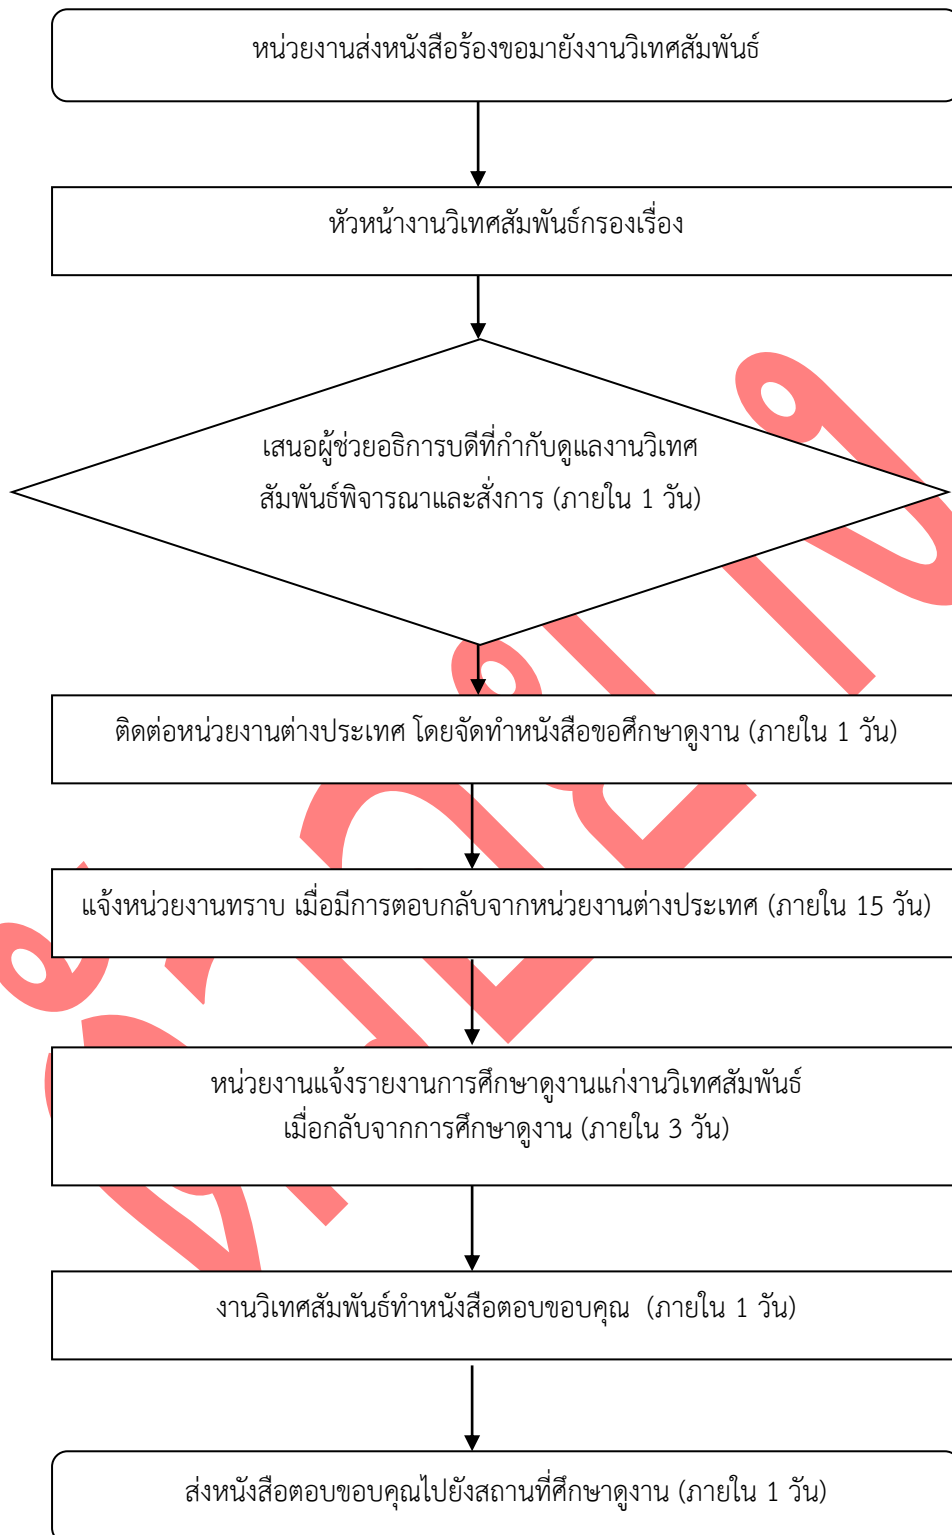 หน่วยงานส่งหนังสือร้องขอมายังงานวิเทศสัมพันธ์
หัวหน้างานวิเทศสัมพันธ์กรองเรื่อง
เสนอผู้ช่วยอธิการบดีที่กำกับดูแลงานวิเทศ
สัมพันธ์พิจารณาและสั่งการ (ภายใน 1 วัน)
ติดต่อหน่วยงานต่างประเทศ โดยจัดทำหนังสือขอศึกษาดูงาน (ภายใน 1 วัน)
แจ้งหน่วยงานทราบ เมื่อมีการตอบกลับจากหน่วยงานต่างประเทศ (ภายใน 15 วัน)
หน่วยงานแจ้งรายงานการศึกษาดูงานแก่งานวิเทศสัมพันธ์
เมื่อกลับจากการศึกษาดูงาน (ภายใน 3 วัน)
งานวิเทศสัมพันธ์ทำหนังสือตอบขอบคุณ (ภายใน 1 วัน)
ส่งหนังสือตอบขอบคุณไปยังสถานที่ศึกษาดูงาน (ภายใน 1 วัน)